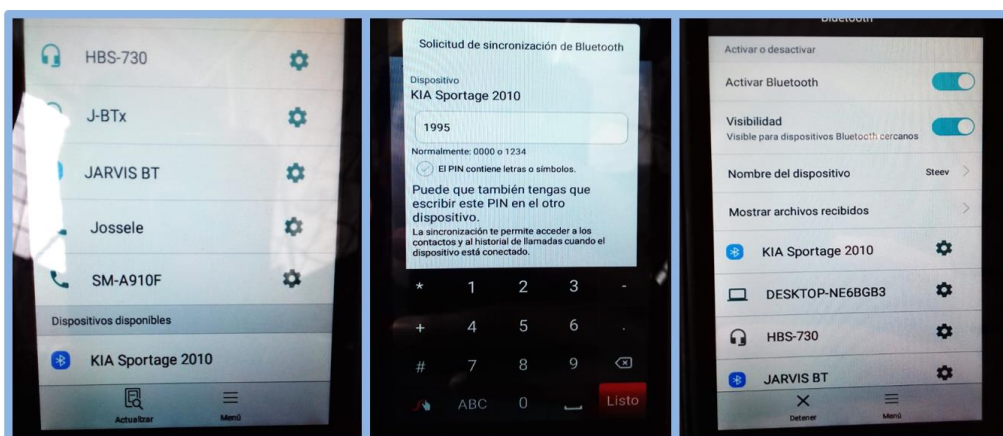 HBS-730
J-BTx
JARVIS BT
Jossele
SM-A910F
Dispositivos disponibles
KIA Sportage 2010
Actualizar
Menú
Solicitud de sincronización de Bluetooth
Dispositivo
KIA Sportage 2010
1995
Normalmente: 0000 o 1234
El PIN contiene letras o símbolos.
Puede que también tengas que
escribir este PIN en el otro
dispositivo.
La sincronización te permite acceder a los
contactos y al historial de llamadas cuando el
dispositivo está conectado.
* 1 2 3 -
+ 4 5 6 .
# 7 8 9
ABC 0 Listo
Bluetooth
Activar o desactivar
Activar Bluetooth
Visibilidad
Visible para dispositivos Bluetooth cercanos
Nombre del dispositivo Steev
Mostrar archivos recibidos
KIA Sportage 2010
DESKTOP-NE6BGB3
HBS-730
JARVIS BT
Detener
Menú